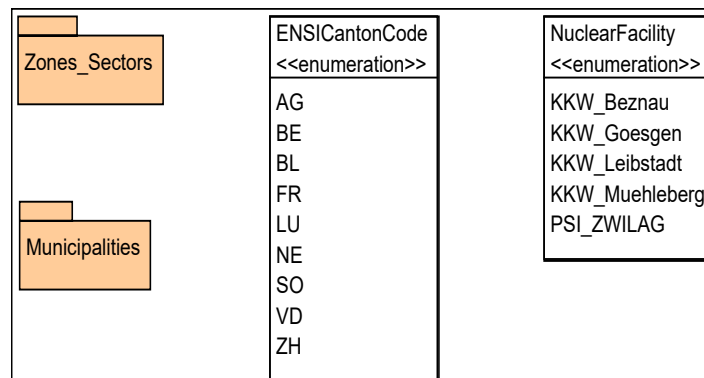 Zones_Sectors
Municipalities
ENSICantonCode
<<enumeration>>
AG
BE
BL
FR
LU
NE
SO
VD
ZH
NuclearFacility
<<enumeration>>
KKW_Beznau
KKW_Goesgen
KKW_Leibstadt
KKW_Muehleberg
PSI_ZWILAG